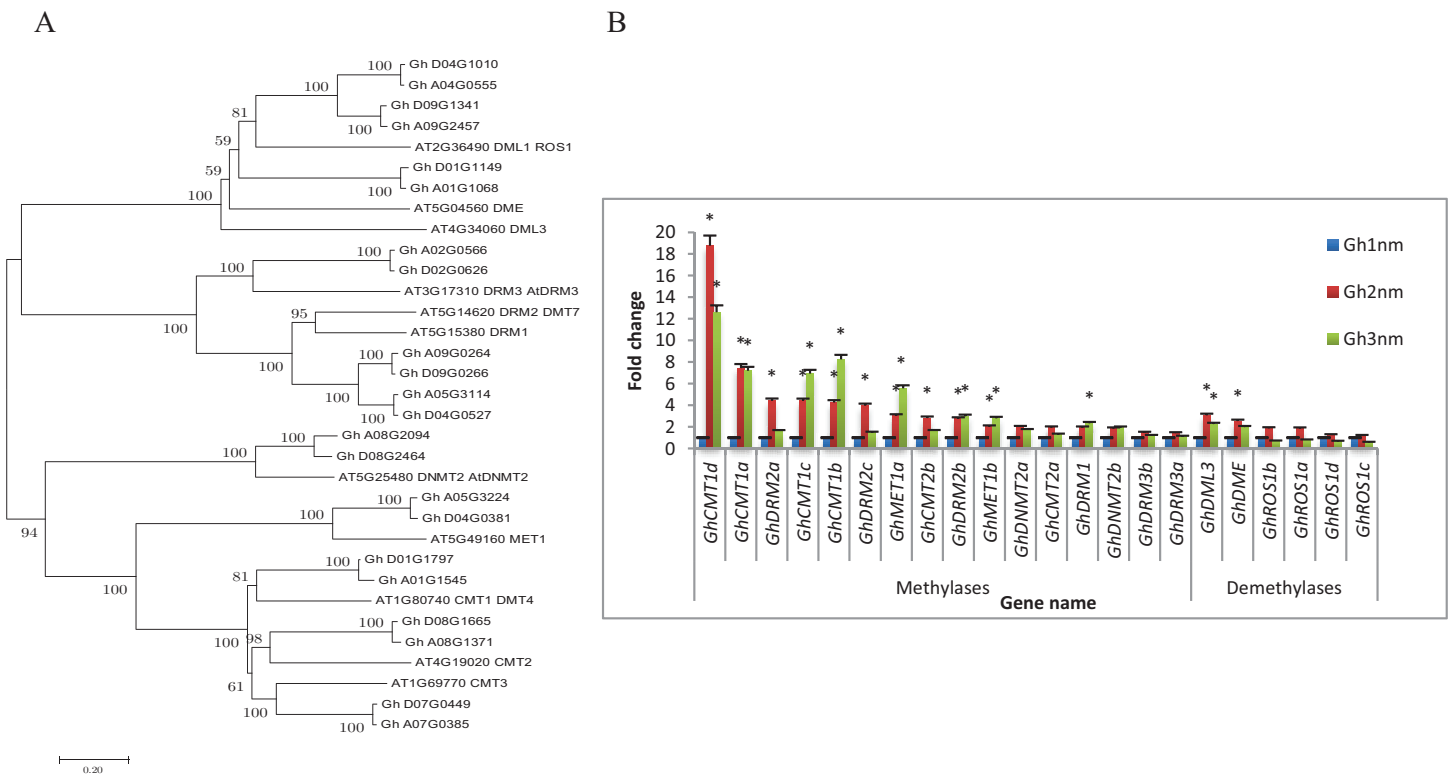 A
100
Gh D04G1010
Gh A04G0555
100
Gh D09G1341
Gh A09G2457
100
81
AT2G36490 DML1 ROS1
59
Gh D01G1149
Gh A01G1068
100
59
AT5G04560 DME
100
AT4G34060 DML3
100
Gh A02G0566
Gh D02G0626
100
AT3G17310 DRM3 AtDRM3
95
AT5G14620 DRM2 DMT7
AT5G15380 DRM1
100
100
Gh A09G0264
Gh D09G0266
100
Gh A05G3114
Gh D04G0527
100
100
Gh A08G2094
Gh D08G2464
100
AT5G25480 DNMT2 AtDNMT2
Gh A05G3224
100
Gh D04G0381
100
AT5G49160 MET1
94
Gh D01G1797
100
Gh A01G1545
81
AT1G80740 CMT1 DMT4
100
Gh D08G1665
100
Gh A08G1371
100
98
AT4G19020 CMT2
AT1G69770 CMT3
61
Gh D07G0449
100
Gh A07G0385
100
0.20
B
Fold change
20
18
16
14
12
10
8
6
4
2
0
* * * * * * * * * * * * * * * * * * * * *
Gh1nm
Gh2nm
Gh3nm
GhCMT1d
GhCMT1a
GhDRM2a
GhCMT1c
GhCMT1b
GhDRM2c
GhMET1a
GhCMT2b
GhDRM2b
GhMET1b
GhDNMT2a
GhCMT2a
GhDRM1
GhDNMT2b
GhDRM3b
GhDRM3a
GhDML3
GhDME
GhROS1b
GhROS1a
GhROS1d
GhROS1c
Methylases
Demethylases
Gene name